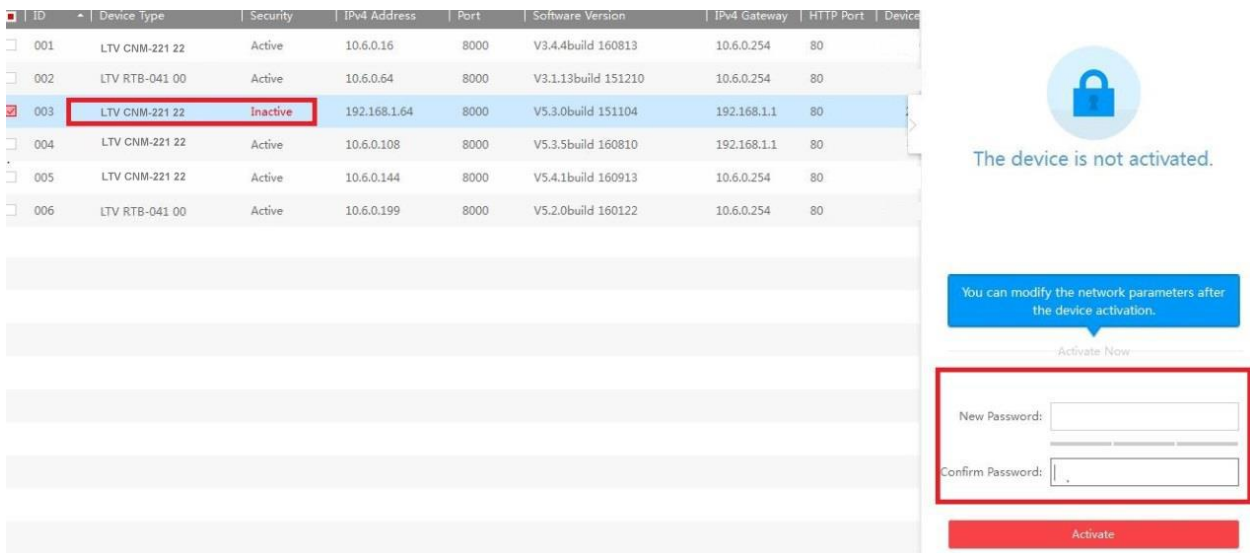 ID Device Type Security IPv4 Address Port Software Version IPv4 Gateway HTTP Port Device
001 LTV CNM-221 22 Active 10.6.0.16 8000 V3.4.4build 160813 10.6.0.254 80
002 LTV RTB-041 00 Active 10.6.0.64 8000 V3.1.13build 151210 10.6.0.254 80
003 LTV CNM-221 22 Inactive 192.168.1.64 8000 V5.3.0build 151104 192.168.1.1 80
004 LTV CNM-221 22 Active 10.6.0.108 8000 V5.3.5build 160810 192.168.1.1 80
005 LTV CNM-221 22 Active 10.6.0.144 8000 V5.4.1build 160913 10.6.0.254 80
006 LTV RTB-041 00 Active 10.6.0.199 8000 V5.2.0build 160122 10.6.0.254 80
The device is not activated.
You can modify the network parameters after
the device activation.
Activate Now
New Password:
Confirm Password:
Activate